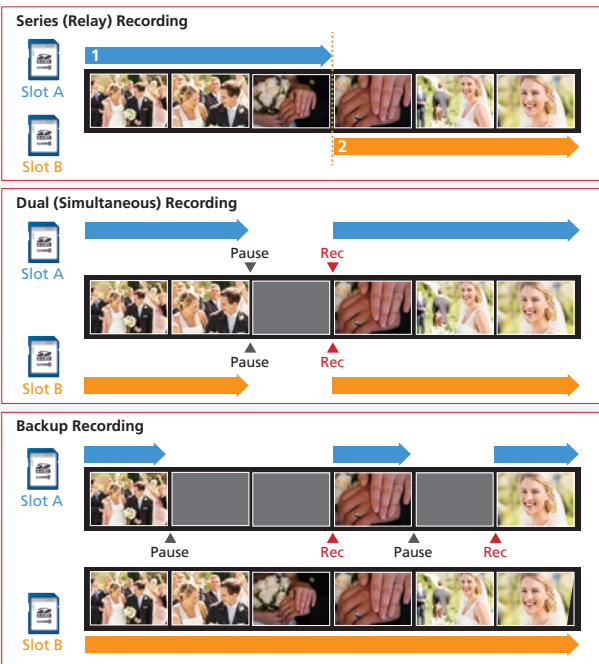 Series (Relay) Recording
1
Slot A
2
Slot B
Dual (Simultaneous) Recording
Slot A
Pause
Rec
Pause
Rec
Slot B
Backup Recording
Slot A
Pause
Rec
Pause
Rec
Slot B